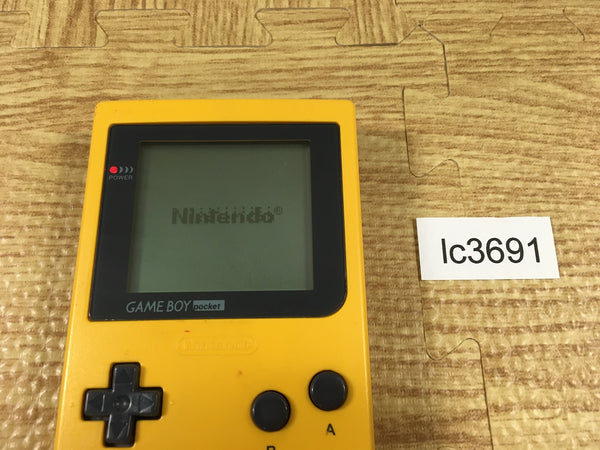 POWER
Nintendo®
GAME BOY pocket
Nintendo
A
B
lc3691